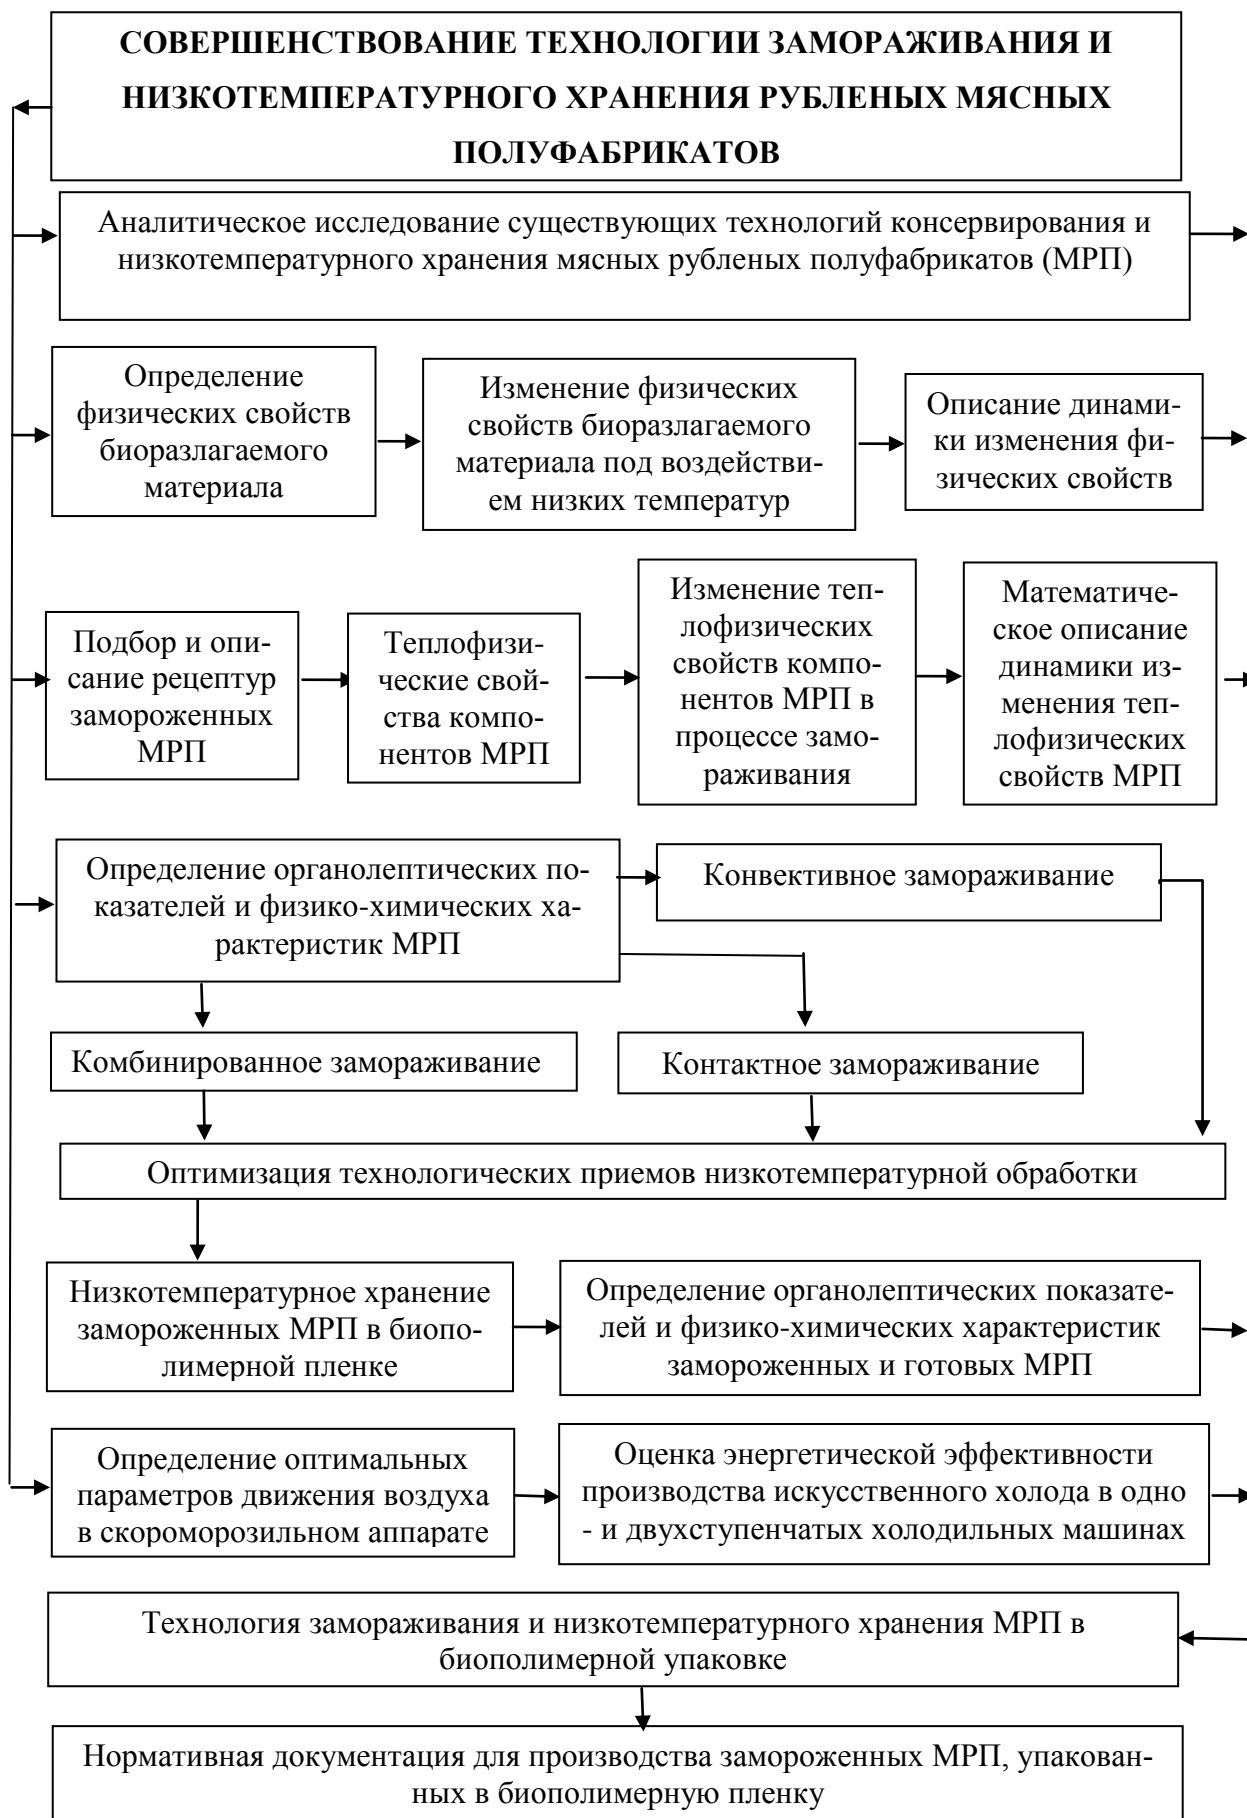 СОВЕРШЕНСТВОВАНИЕ ТЕХНОЛОГИИ ЗАМОРАЖИВАНИЯ И
НИЗКОТЕМПЕРАТУРНОГО ХРАНЕНИЯ РУБЛЕНЫХ МЯСНЫХ
ПОЛУФАБРИКАТОВ
Аналитическое исследование существующих технологий консервирования и
низкотемпературного хранения мясных рубленых полуфабрикатов (МРП)
Определение
физических свойств
биоразлагаемого
материала
Изменение физических
свойств биоразлагаемого
материала под воздействи-
ем низких температур
Описание динами-
ки изменения фи-
зических свойств
Подбор и опи-
сание рецептур
замороженных
МРП
Теплофизи-
ческие свой-
ства компо-
нентов МРП
Изменение теп-
лофизических
свойств компо-
нентов МРП в
процессе замо-
раживания
Математиче-
ское описание
динамики из-
менения теп-
лофизических
свойств МРП
Определение органолептических по-
казателей и физико-химических ха-
рактеристик МРП
Конвективное замораживание
Комбинированное замораживание
Контактное замораживание
Оптимизация технологических приемов низкотемпературной обработки
Низкотемпературное хранение
замороженных МРП в биопо-
лимерной пленке
Определение органолептических показате-
лей и физико-химических характеристик
замороженных и готовых МРП
Определение оптимальных
параметров движения воздуха
в скороморозильном аппарате
Оценка энергетической эффективности
производства искусственного холода в одно
- и двухступенчатых холодильных машинах
Технология замораживания и низкотемпературного хранения МРП в
биополимерной упаковке
Нормативная документация для производства замороженных МРП, упакован-
ных в биополимерную пленку